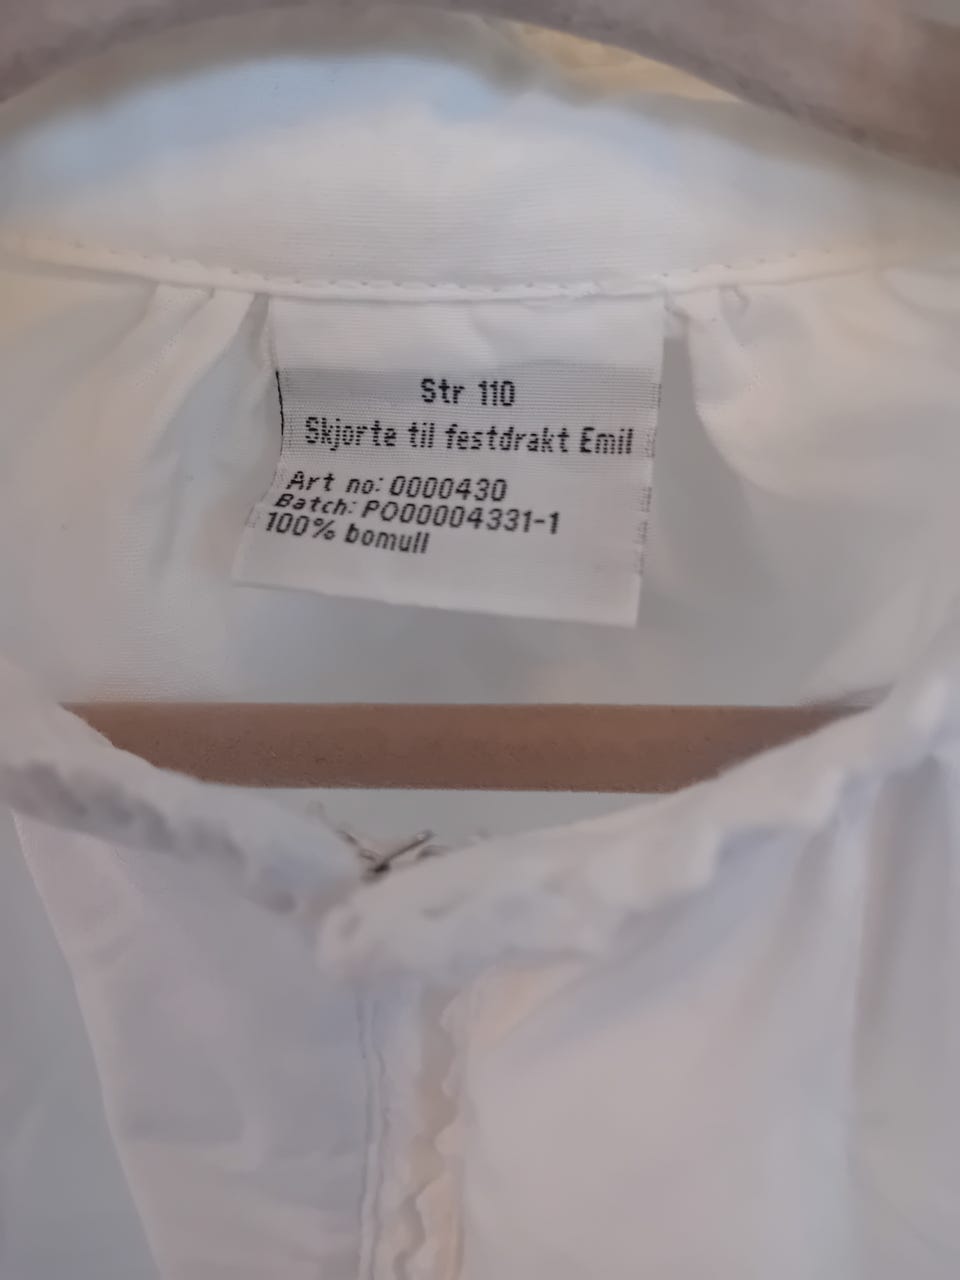 Str 110
Skjorte til festdrakt Emil
Art no: 0000430
Batch: PO00004331-1
100% bomull